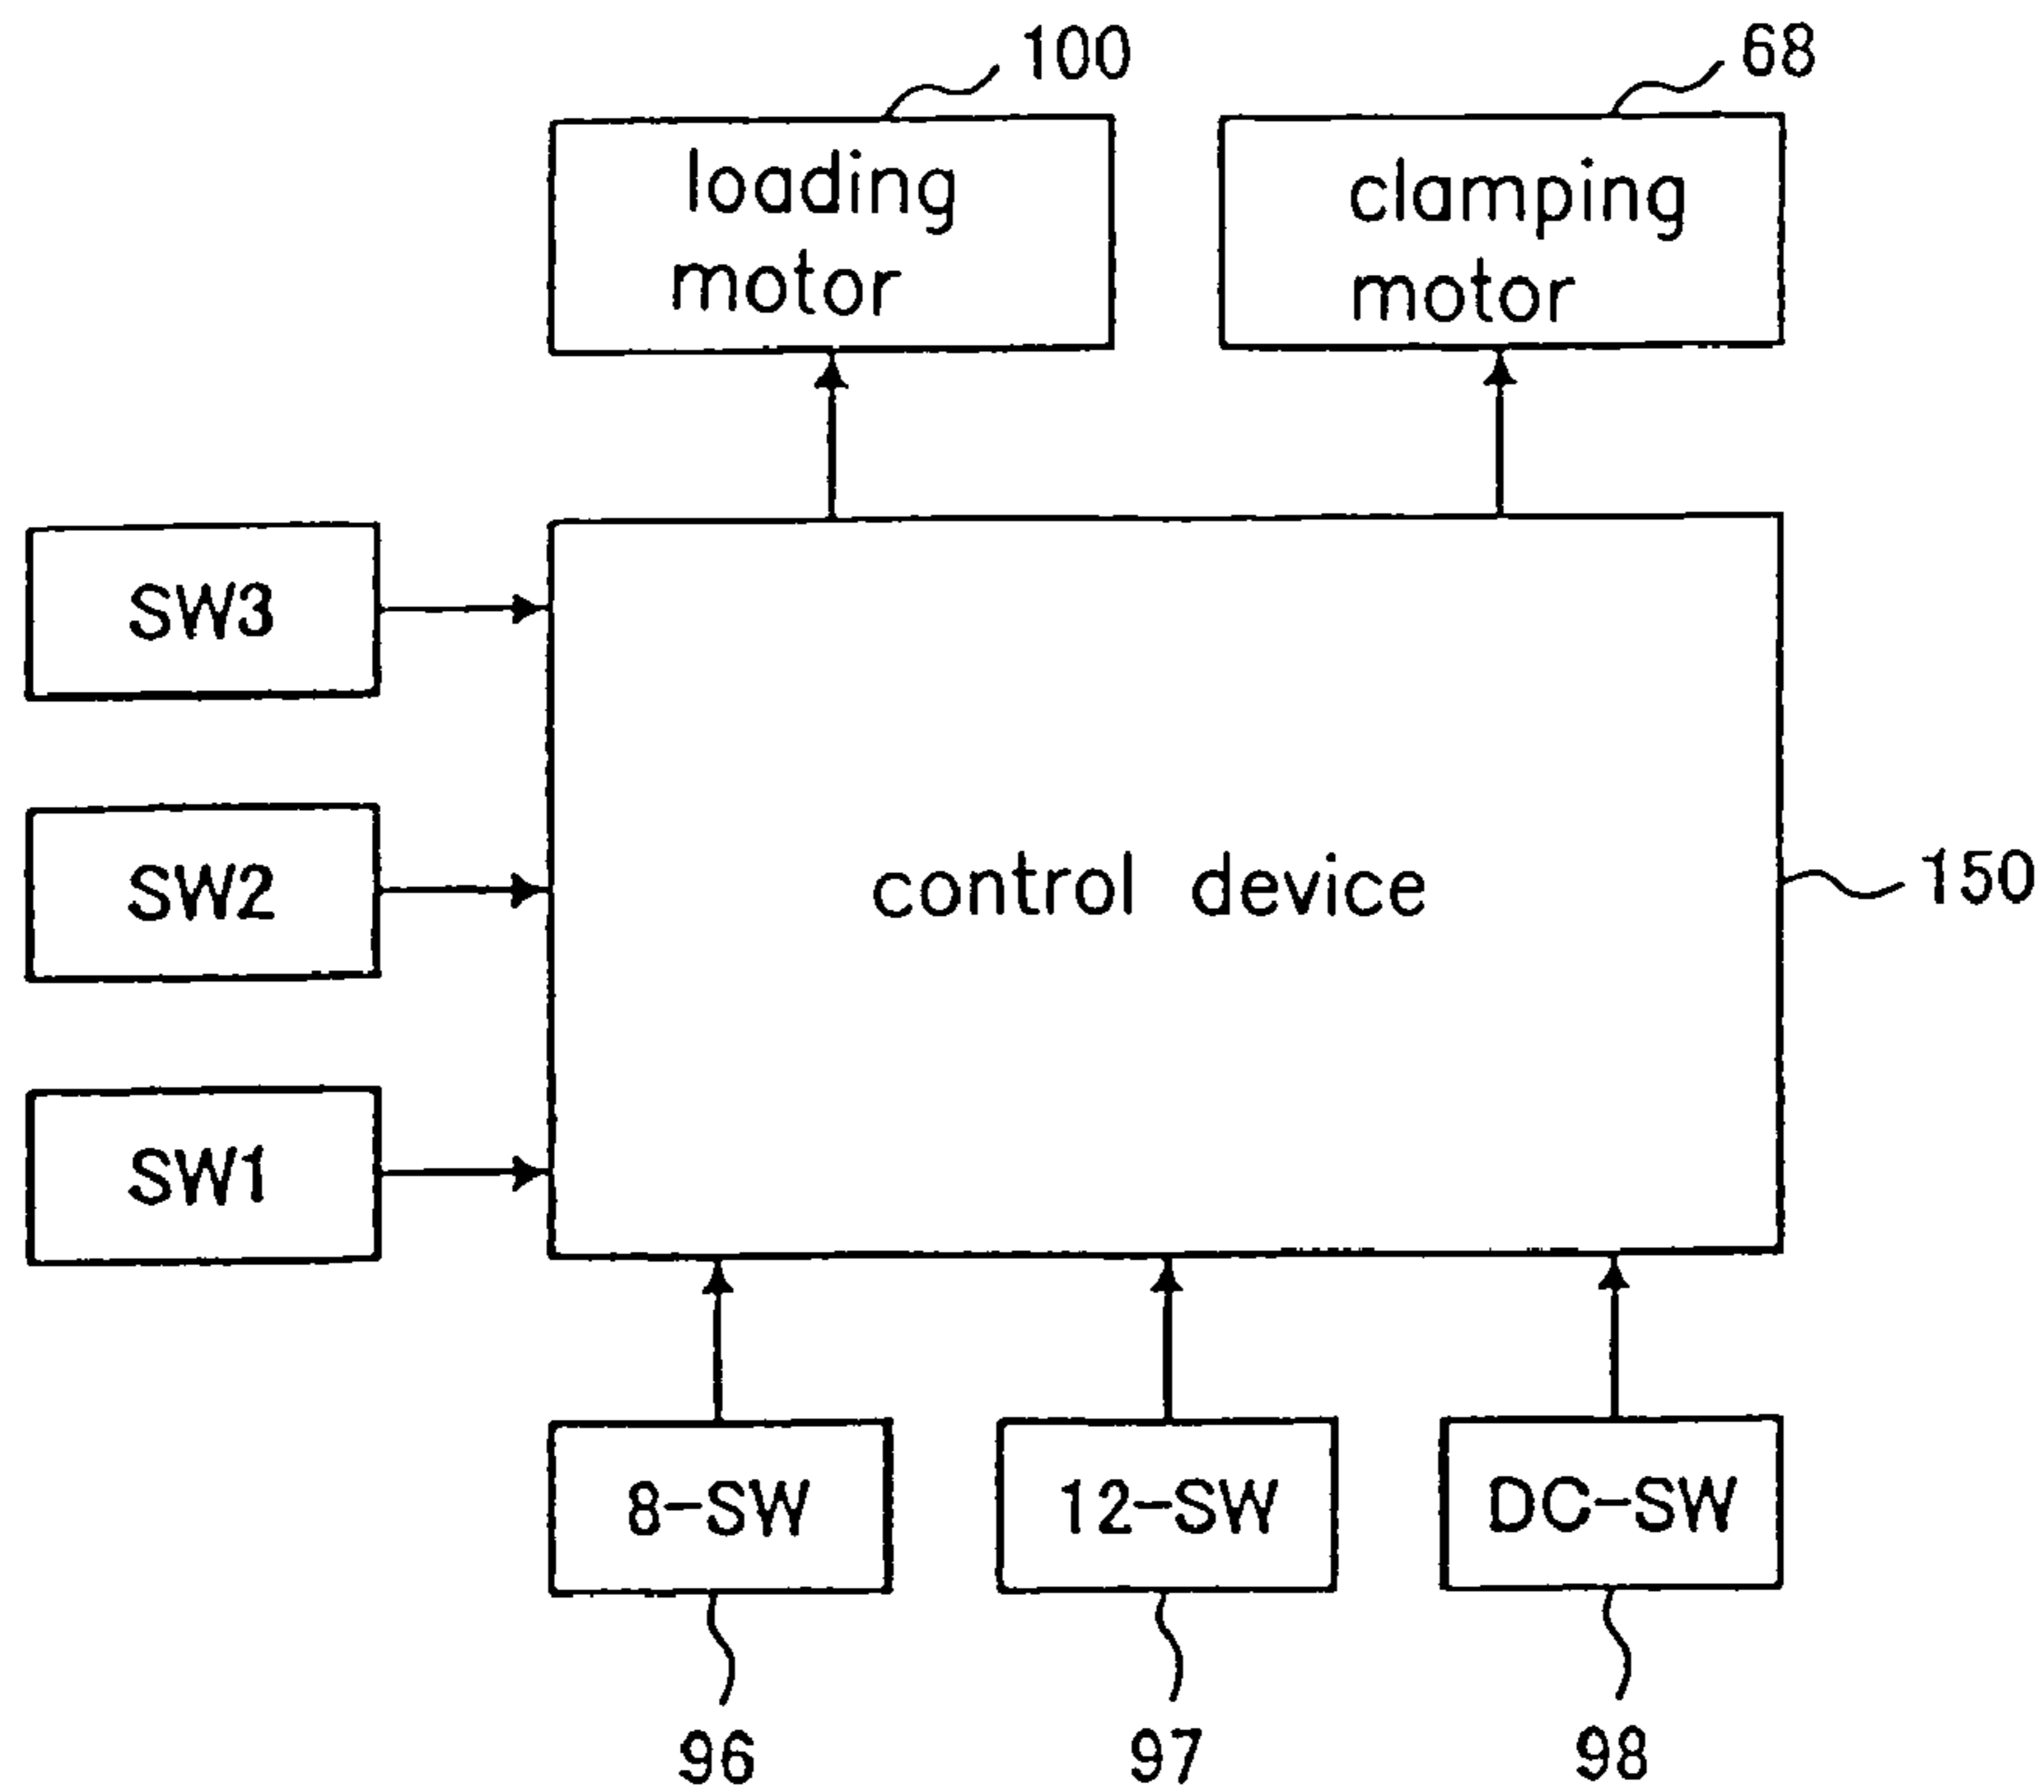 100
68
loading
motor
clamping
motor
SW3
SW2
SW1
control device
150
8-SW
12-SW
DC-SW
96
97
98